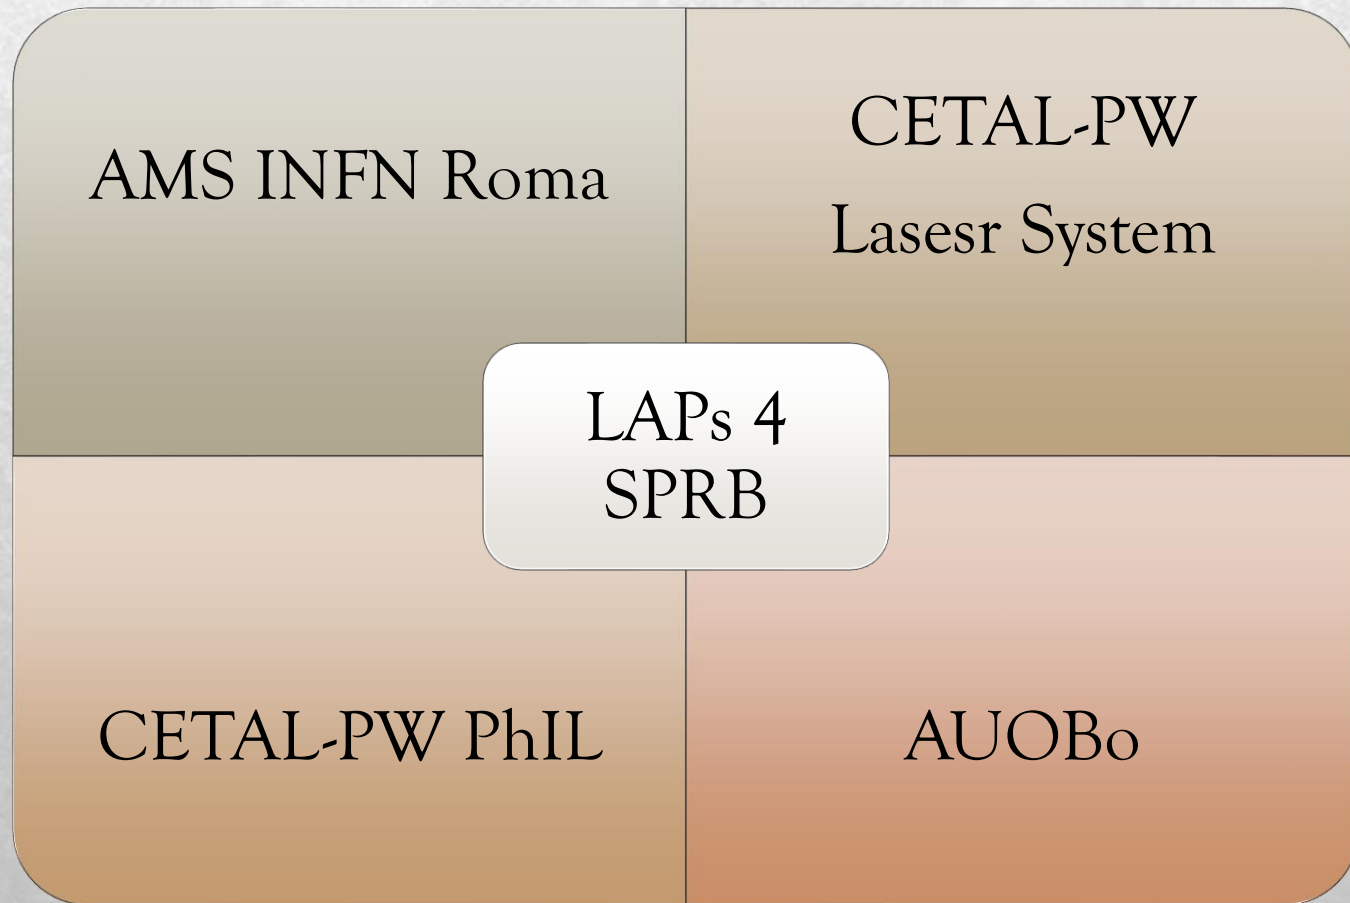 AMS INFN Roma
CETAL-PW
Lasesr System
LAPs 4
SPRB
CETAL-PW PhIL
AUOBo